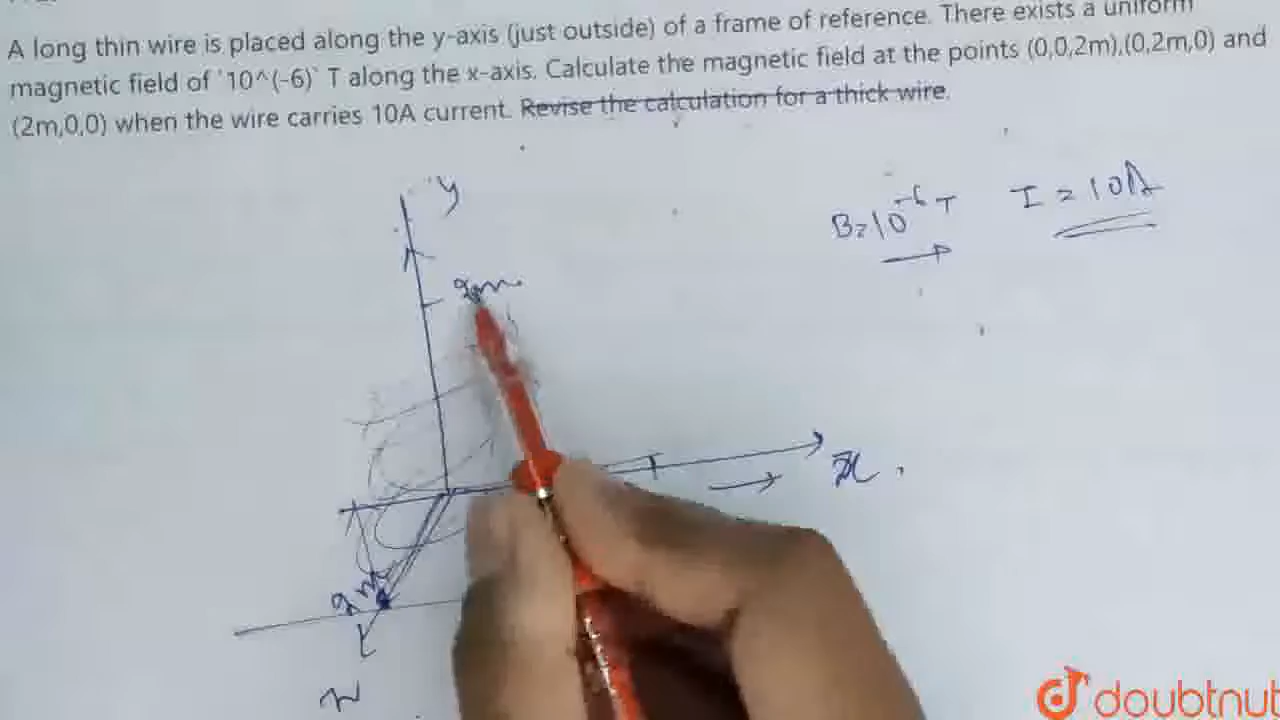 A long thin wire is placed along the y-axis (just outside) of a frame of reference. There exists a uniform
magnetic field of `10^(-6)` T along the x-axis. Calculate the magnetic field at the points (0,0,2m),(0,2m,0) and
(2m,0,0) when the wire carries 10A current. Revise the calculation for a thick wire.
y
B=10^-6 T I = 10A
2m
x
2m
doubtnut